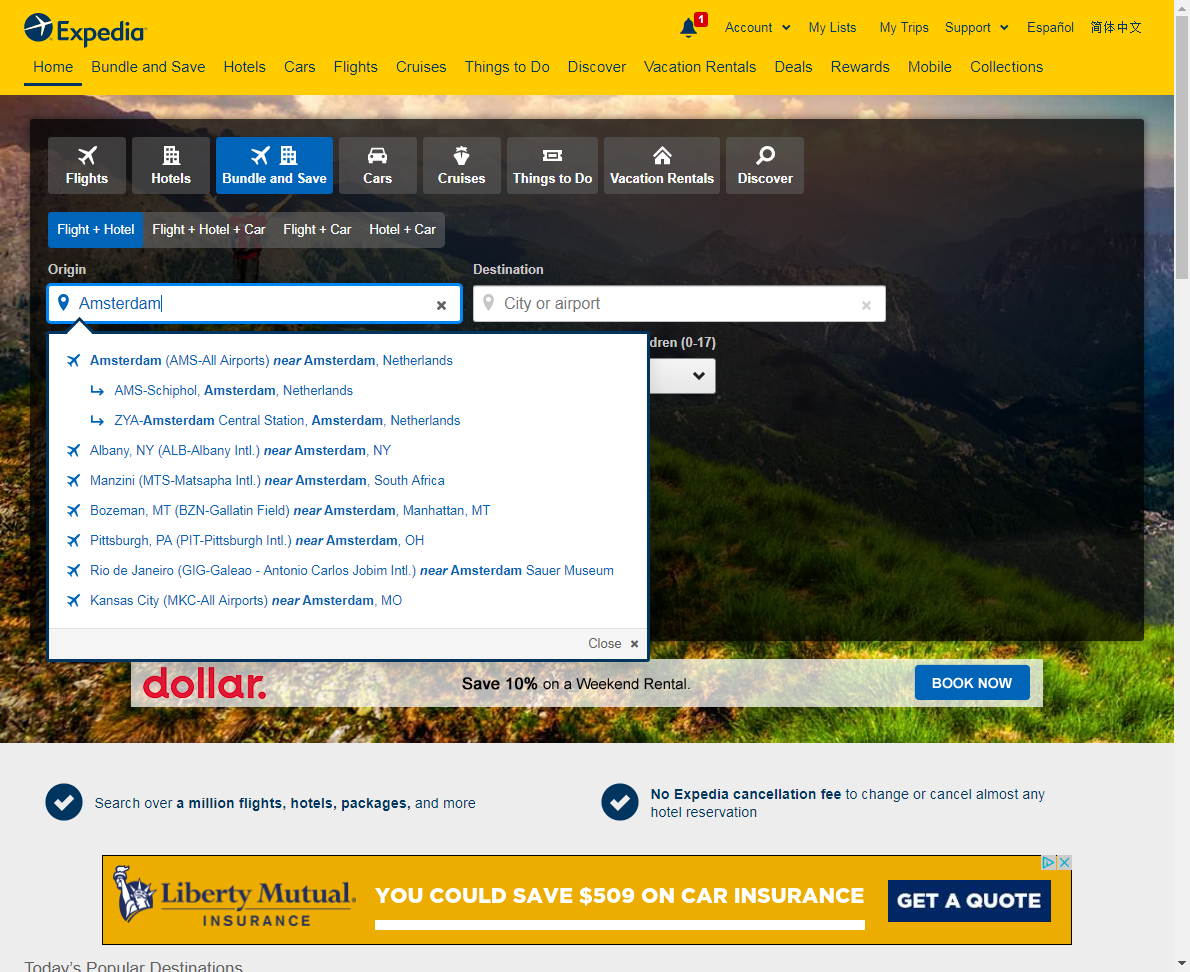 Expedia
1
Account
My Lists
My Trips
Support
Español
简体中文
Home
Bundle and Save
Hotels
Cars
Flights
Cruises
Things to Do
Discover
Vacation Rentals
Deals
Rewards
Mobile
Collections
Flights
Hotels
Bundle and Save
Cars
Cruises
Things to Do
Vacation Rentals
Discover
Flight + Hotel
Flight + Hotel + Car
Flight + Car
Hotel + Car
Origin
Destination
Amsterdam
City or airport
dren (0-17)
Amsterdam (AMS-All Airports) near Amsterdam, Netherlands
AMS-Schiphol, Amsterdam, Netherlands
ZYA-Amsterdam Central Station, Amsterdam, Netherlands
Albany, NY (ALB-Albany Intl.) near Amsterdam, NY
Manzini (MTS-Matsapha Intl.) near Amsterdam, South Africa
Bozeman, MT (BZN-Gallatin Field) near Amsterdam, Manhattan, MT
Pittsburgh, PA (PIT-Pittsburgh Intl.) near Amsterdam, OH
Rio de Janeiro (GIG-Galeao - Antonio Carlos Jobim Intl.) near Amsterdam Sauer Museum
Kansas City (MKC-All Airports) near Amsterdam, MO
Close
dollar.
Save 10% on a Weekend Rental.
BOOK NOW
Search over a million flights, hotels, packages, and more
No Expedia cancellation fee to change or cancel almost any
hotel reservation
Liberty Mutual.
INSURANCE
YOU COULD SAVE $509 ON CAR INSURANCE
GET A QUOTE
Today's Popular Destinations